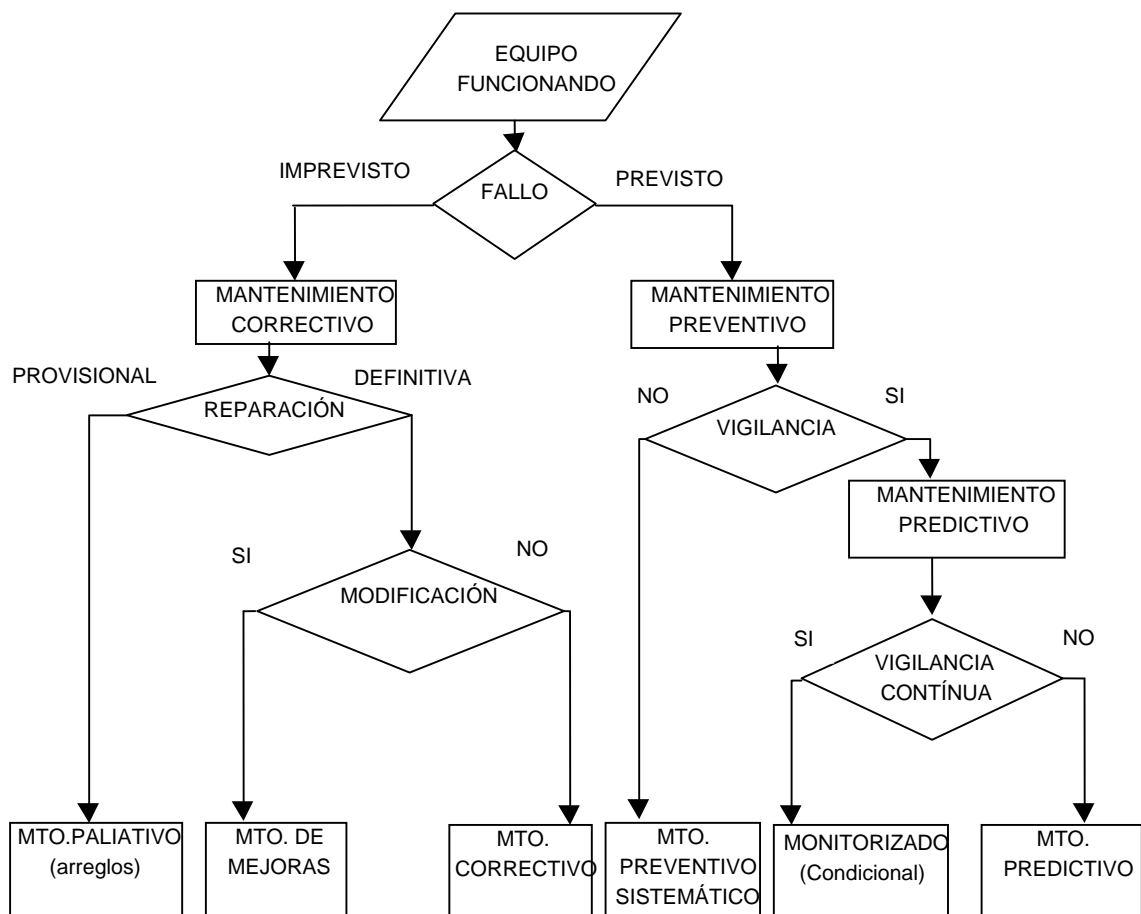 EQUIPO
FUNCIONANDO
IMPREVISTO
FALLO
PREVISTO
MANTENIMIENTO
CORRECTIVO
MANTENIMIENTO
PREVENTIVO
PROVISIONAL
REPARACIÓN
DEFINITIVA
NO
VIGILANCIA
SI
MANTENIMIENTO
PREDICTIVO
SI
MODIFICACIÓN
NO
SI
VIGILANCIA
CONTÍNUA
NO
MTO.PALIATIVO
(arreglos)
MTO. DE
MEJORAS
MTO.
CORRECTIVO
MTO.
PREVENTIVO
SISTEMÁTICO
MONITORIZADO
(Condicional)
MTO.
PREDICTIVO